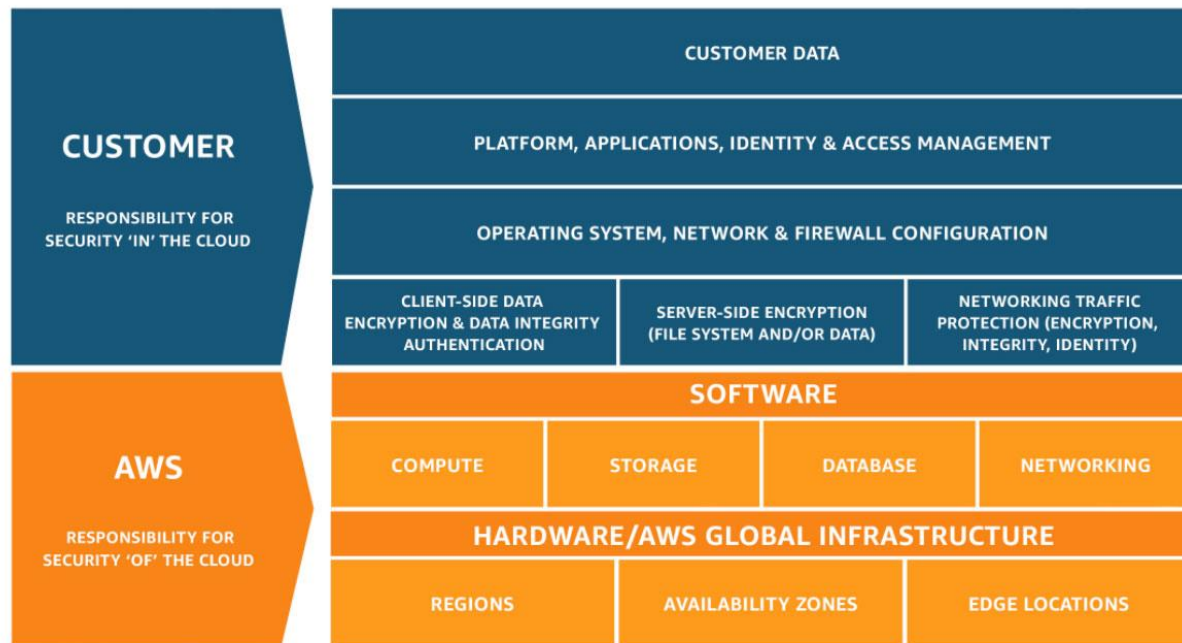 CUSTOMER
RESPONSIBILITY FOR
SECURITY ‘IN’ THE CLOUD
CUSTOMER DATA
PLATFORM, APPLICATIONS, IDENTITY & ACCESS MANAGEMENT
OPERATING SYSTEM, NETWORK & FIREWALL CONFIGURATION
CLIENT-SIDE DATA
ENCRYPTION & DATA INTEGRITY
AUTHENTICATION
SERVER-SIDE ENCRYPTION
(FILE SYSTEM AND/OR DATA)
NETWORKING TRAFFIC
PROTECTION (ENCRYPTION,
INTEGRITY, IDENTITY)
AWS
RESPONSIBILITY FOR
SECURITY ‘OF’ THE CLOUD
SOFTWARE
COMPUTE
STORAGE
DATABASE
NETWORKING
HARDWARE/AWS GLOBAL INFRASTRUCTURE
REGIONS
AVAILABILITY ZONES
EDGE LOCATIONS